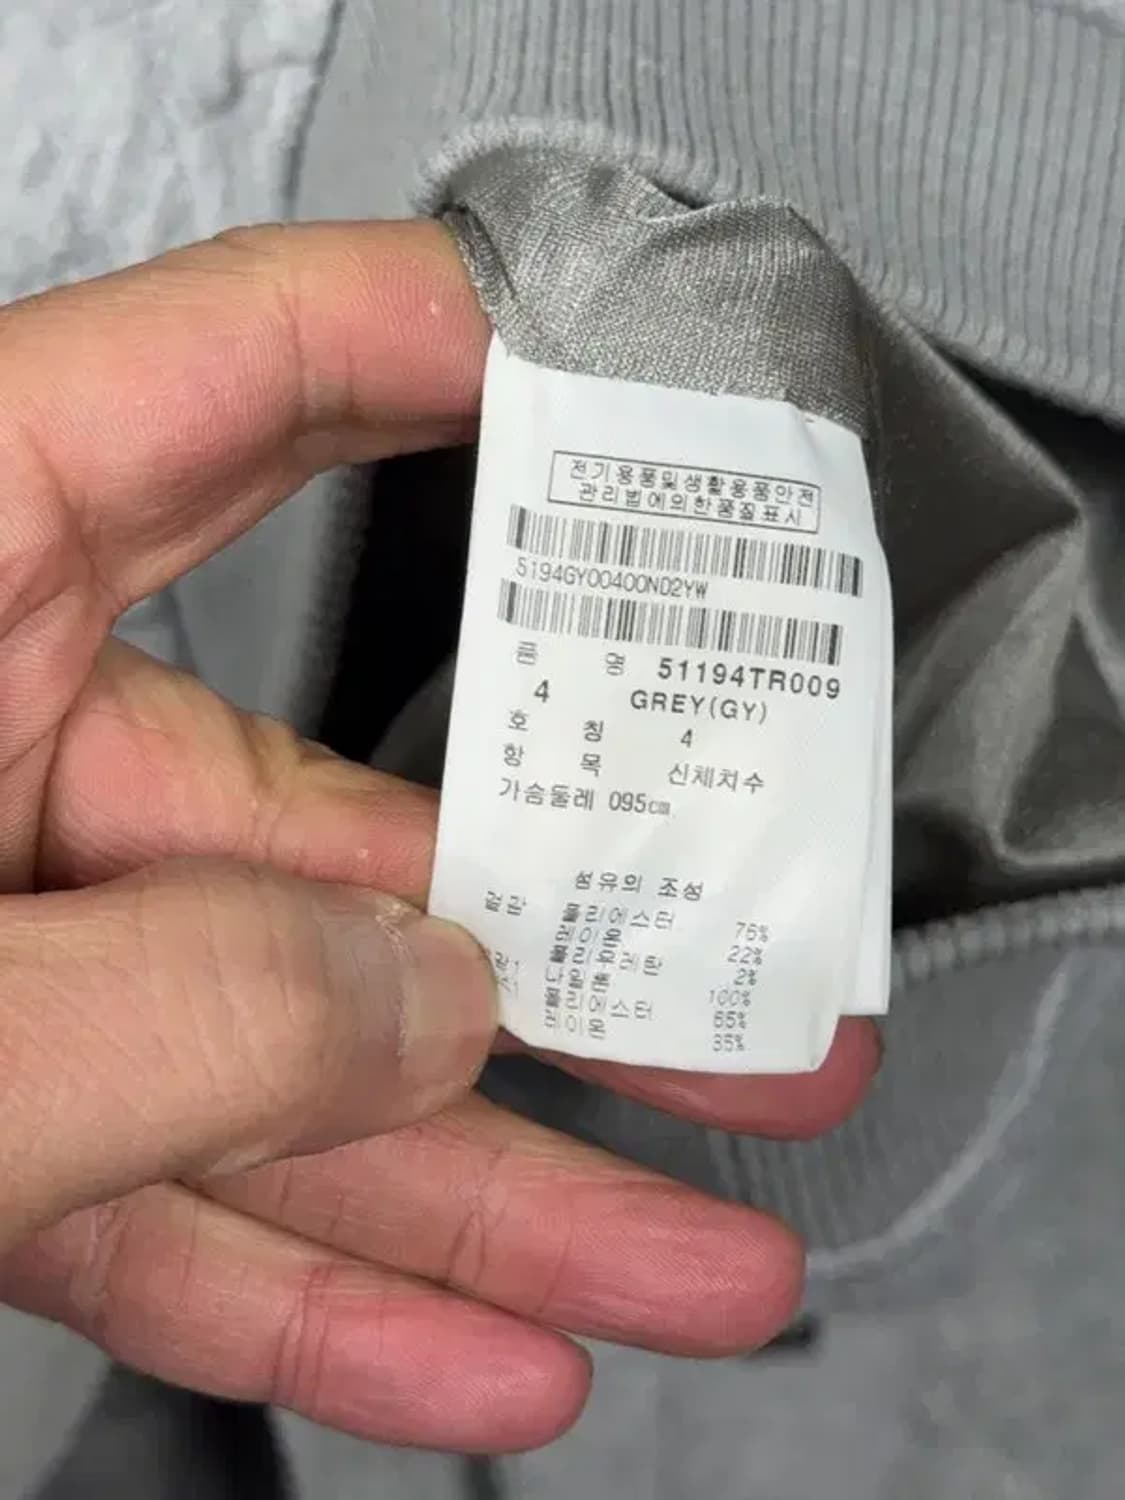 전기용품및생활용품안전
관리법에의한품질표시
5194GY00400N02YW
품 명 51194TR009
4 GREY(GY)
호 칭 4
항 목 신체치수
가슴둘레 095cm
섬유의 조성
겉감 폴리에스터 76%
레이온 22%
폴리우레탄 2%
나일론 100%
폴리에스터 65%
레이온 35%